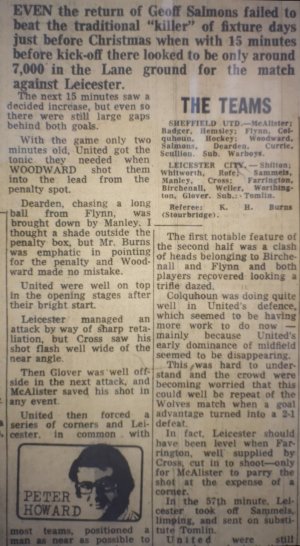 EVEN the return of Geoff Salmons failed to
beat the traditional "killer" of fixture days
just before Christmas when with 15 minutes
before kick-off there looked to be only around
7,000 in the Lane ground for the match
against Leicester.
The next 15 minutes saw a
decided increase, but even so
there were still large gaps
behind both goals.
With the game only two
minutes old, United got the
tonic they needed when
WOODWARD shot them
into the lead from the
penalty spot.
Dearden, chasing a long
ball from Flynn, was
brought down by Manley. I
thought a shade outside the
penalty box, but Mr. Burns
was emphatic in pointing
for the penalty and Wood-
ward made no mistake.
United were well on top
in the opening stages after
their bright start.
Leicester managed an
attack by way of sharp reta-
liation, but Cross saw his
shot flash well wide of the
near angle.
Then Glover was well off-
side in the next attack, and
McAlister saved his shot in
any event.
United then forced a
series of corners and Lei-
cester, in common with
PETER
HOWARD
most teams, positioned a
man as near as possible to
THE TEAMS
SHEFFIELD UTD.—McAlister;
Badger, Hemsley; Flynn, Col-
quhoun, Hockey; Woodward,
Salmons, Dearden, Currie,
Scullion. Sub. Warboys.
LEICESTER CITY. — Shilton;
Whitworth, Rofe; Sammels,
Manley, Cross; Farrington,
Birchenall, Weller, Worthing-
ton, Glover. Sub.: Tomlin.
Referee: K. H. Burns
(Stourbridge).
The first notable feature of
the second half was a clash
of heads belonging to Birche-
nall and Flynn and both
players recovered looking a
trifle dazed.
Colquhoun was doing quite
well in United's defence,
which seemed to be having
more work to do now —
mainly because United's
early dominance of midfield
seemed to be disappearing.
This was hard to under-
stand and the crowd were
becoming worried that this
could well be repeat of the
Wolves match when a goal
advantage turned into a 2-1
defeat.
In fact, Leicester should
have been level when Far-
rington, well supplied by
Cross, cut in to shoot—only
for McAlister to parry the
shot at the expense of a
corner.
In the 57th minute, Lei-
cester took off Sammels,
limping, and sent on substi-
tute Tomlin.
United were still